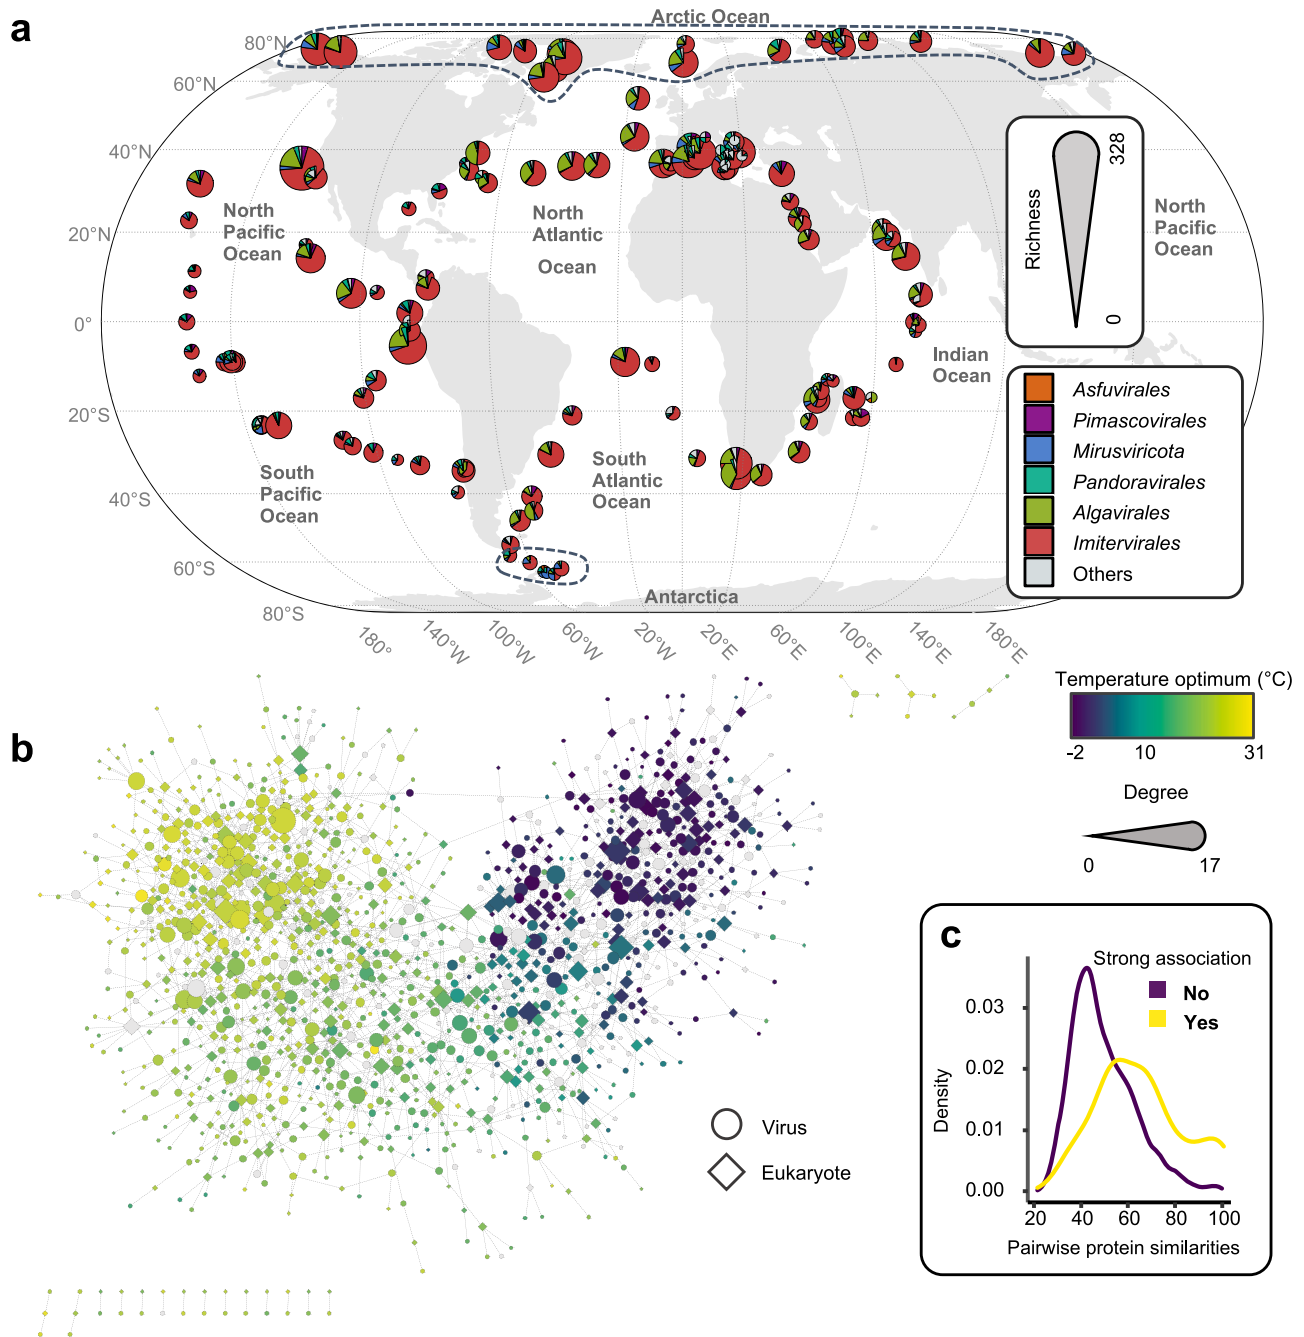 a
Arctic Ocean
80°N
60°N
40°N
20°N
0°
20°S
40°S
60°S
80°S
North
Pacific
Ocean
North
Atlantic
Ocean
North
Pacific
Ocean
Indian
Ocean
South
Pacific
Ocean
South
Atlantic
Ocean
Antarctica
180°
140°W
100°W
60°W
20°W
20°E
60°E
100°E
140°E
180°E
Richness
328
0
Asfuvirales
Pimascovirales
Mirusviricota
Pandoravirales
Algavirales
Imitervirales
Others
b
Temperature optimum (°C)
-2 10 31
Degree
0 17
Virus
Eukaryote
c
Strong association
No
Yes
Density
0.03
0.02
0.01
0.00
20 40 60 80 100
Pairwise protein similarities